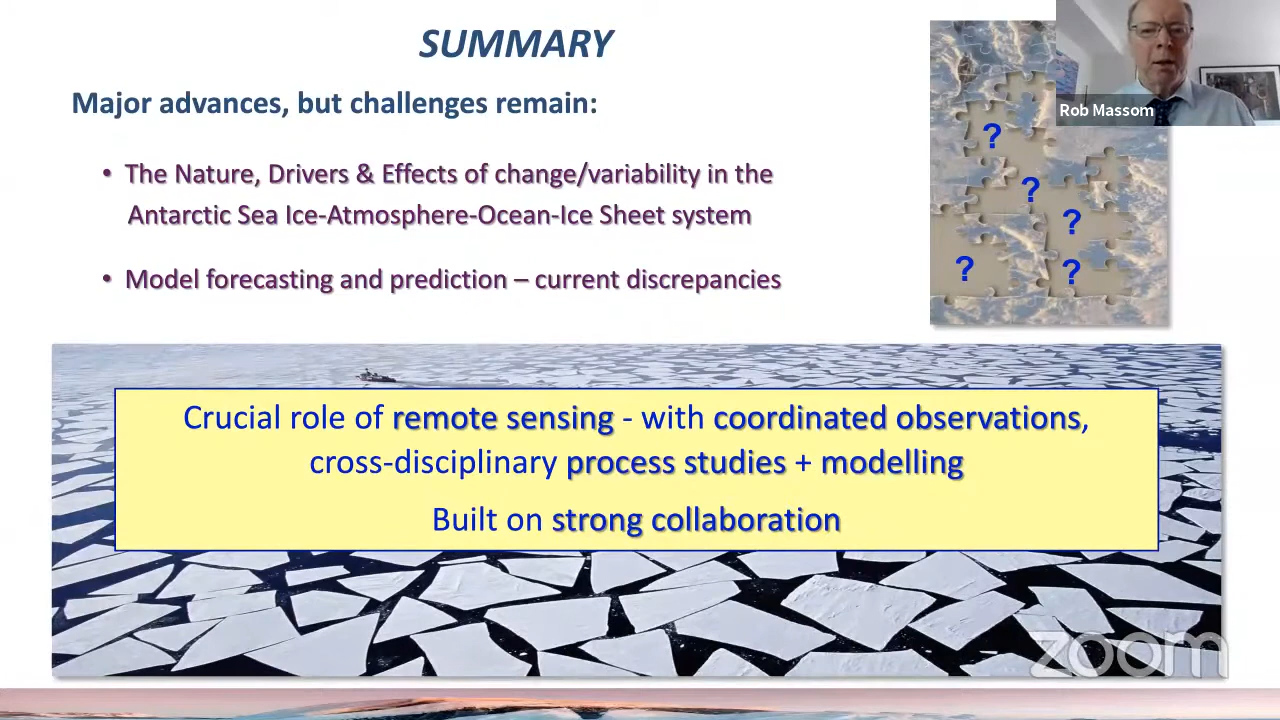 SUMMARY
Major advances, but challenges remain:
• The Nature, Drivers & Effects of change/variability in the
Antarctic Sea Ice-Atmosphere-Ocean-Ice Sheet system
• Model forecasting and prediction – current discrepancies
?
?
?
?
?
Rob Massom
Crucial role of remote sensing - with coordinated observations,
cross-disciplinary process studies + modelling
Built on strong collaboration
zoom